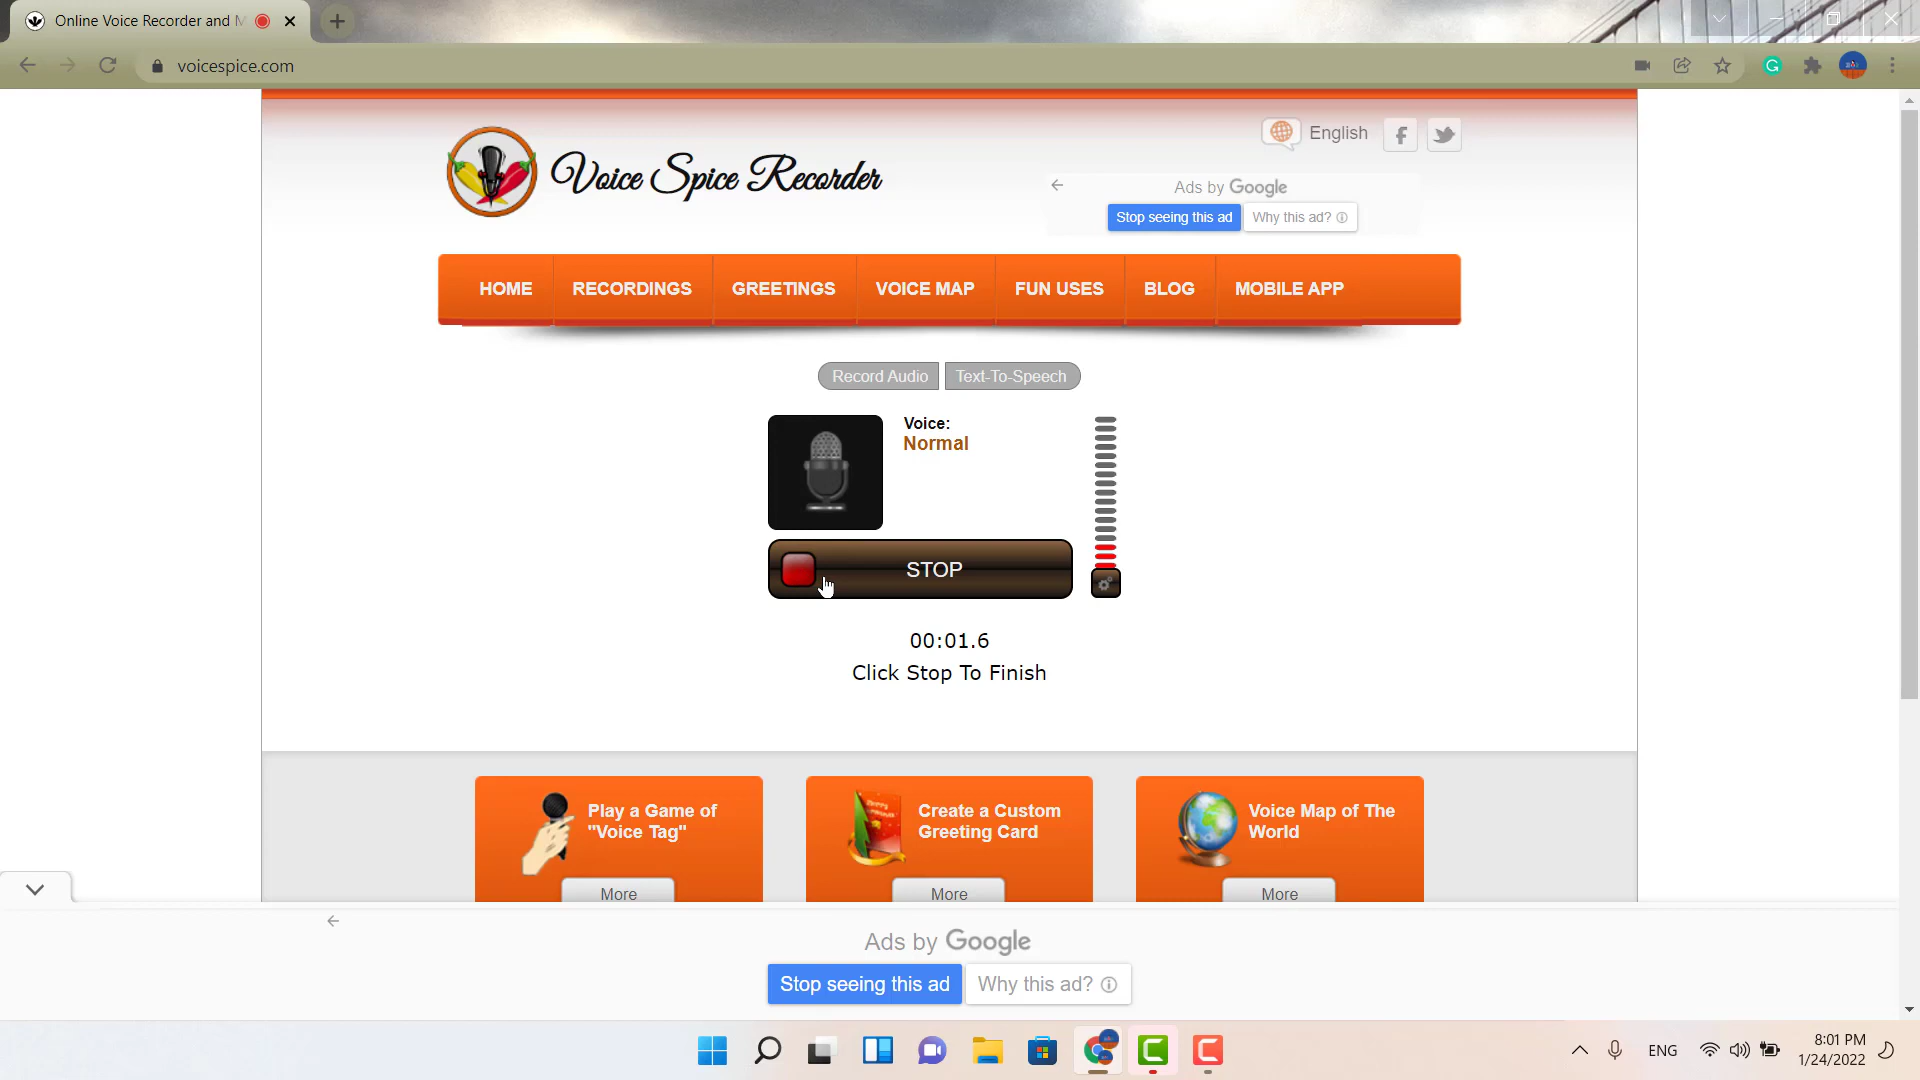 Online Voice Recorder and M
voicespice.com
Voice Spice Recorder
English
Ads by Google
Stop seeing this ad
Why this ad?
HOME
RECORDINGS
GREETINGS
VOICE MAP
FUN USES
BLOG
MOBILE APP
Record Audio
Text-To-Speech
Voice:
Normal
STOP
00:01.6
Click Stop To Finish
Play a Game of
"Voice Tag"
More
Create a Custom
Greeting Card
More
Voice Map of The
World
More
Ads by Google
Stop seeing this ad
Why this ad?
ENG
8:01 PM
1/24/2022